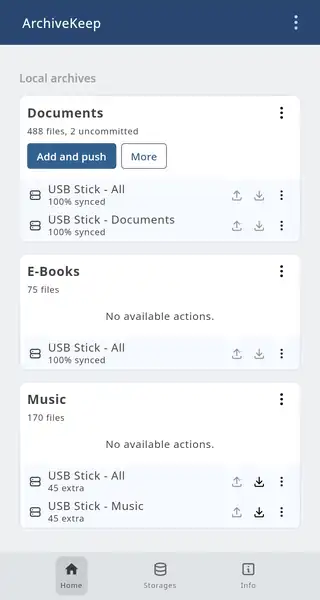 ArchiveKeep
Local archives
Documents
488 files, 2 uncommitted
Add and push
More
USB Stick - All
100% synced
USB Stick - Documents
100% synced
E-Books
75 files
No available actions.
USB Stick - All
100% synced
Music
170 files
No available actions.
USB Stick - All
45 extra
USB Stick - Music
45 extra
Home
Storages
Info